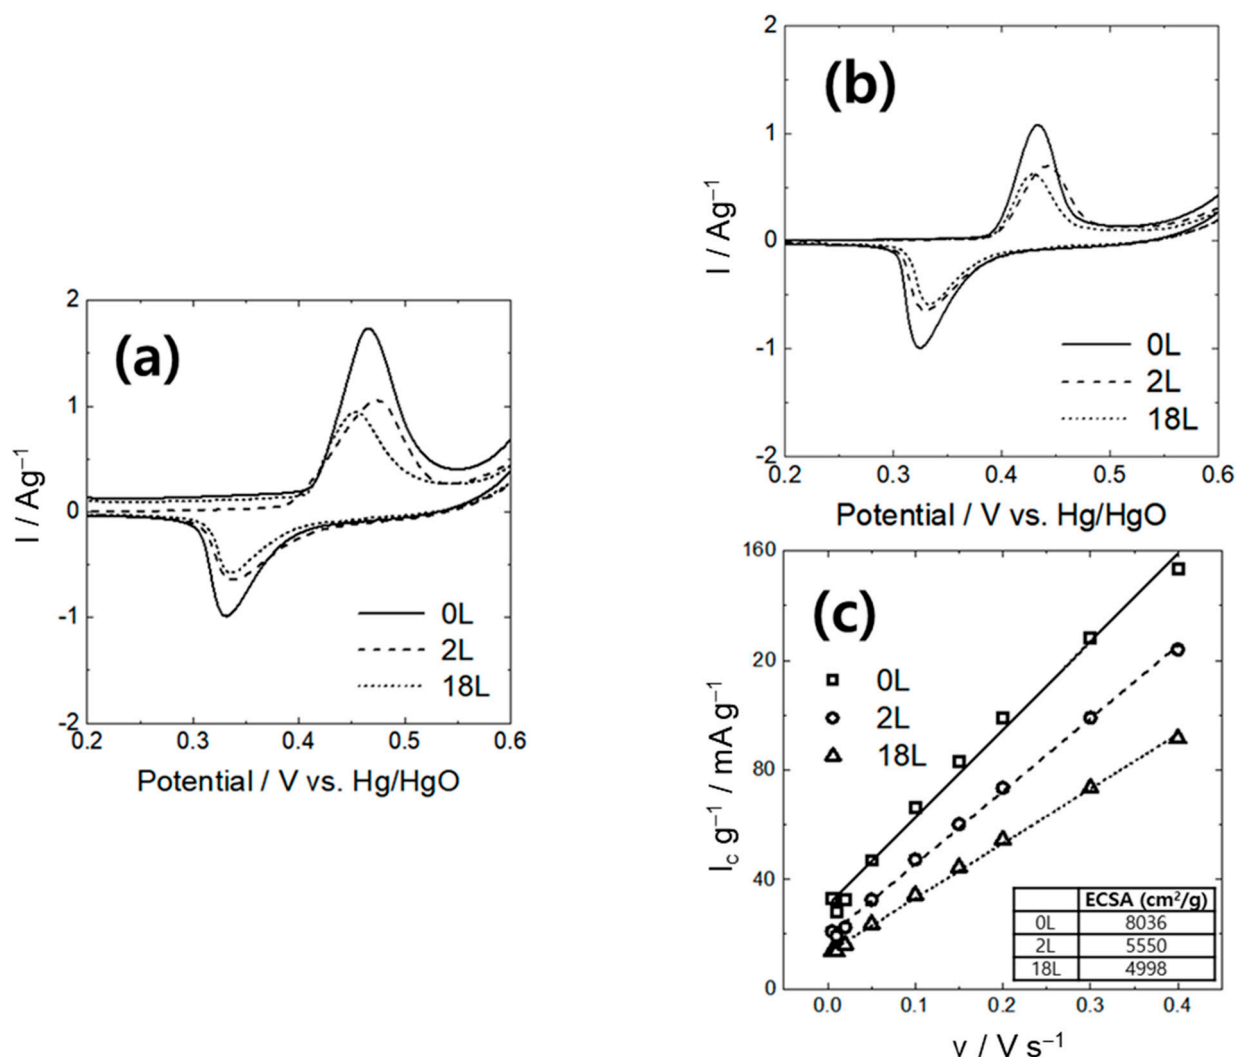 (a)
I / Ag⁻¹
2
1
0
-1
-2
0.2 0.3 0.4 0.5 0.6
Potential / V vs. Hg/HgO
0L
2L
18L
(b)
I / Ag⁻¹
2
1
0
-1
-2
0.2 0.3 0.4 0.5 0.6
Potential / V vs. Hg/HgO
0L
2L
18L
(c)
I_c g⁻¹ / mA g⁻¹
160
20
80
40
0
0.0 0.1 0.2 0.3 0.4
v / V s⁻¹
0L
2L
18L
ECSA (cm²/g)
0L 8036
2L 5550
18L 4998